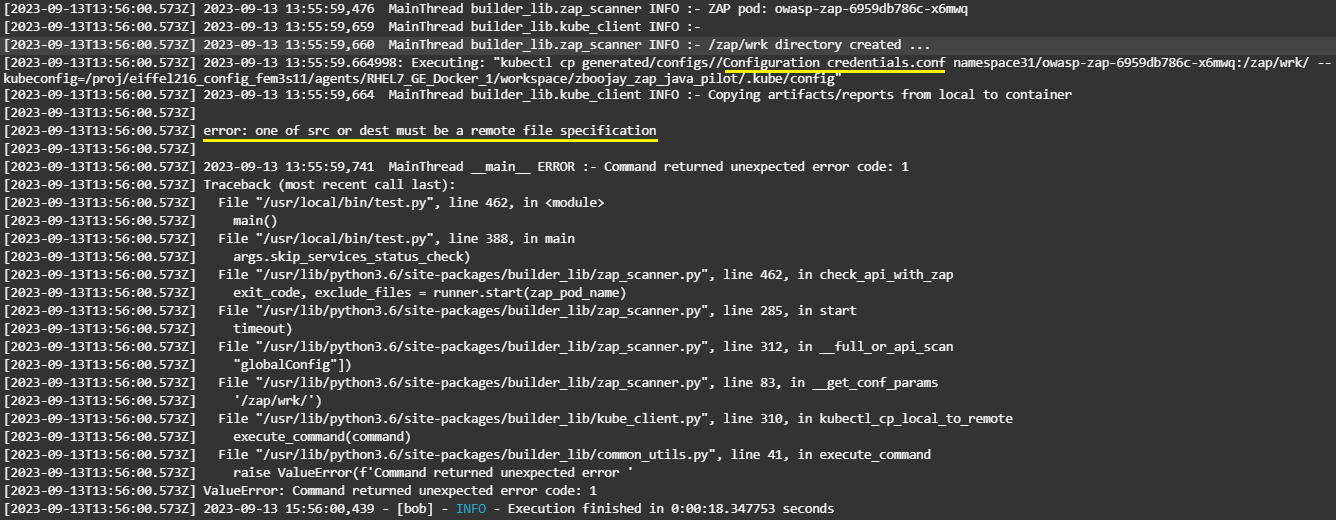 [2023-09-13T13:56:00.573Z] 2023-09-13 13:55:59,476  MainThread builder_lib.zap_scanner INFO :- ZAP pod: owasp-zap-6959db786c-x6mwq
[2023-09-13T13:56:00.573Z] 2023-09-13 13:55:59,659  MainThread builder_lib.kube_client INFO :-
[2023-09-13T13:56:00.573Z] 2023-09-13 13:55:59,660  MainThread builder_lib.zap_scanner INFO :- /zap/wrk directory created ...
[2023-09-13T13:56:00.573Z] 2023-09-13 13:55:59.664998: Executing: "kubectl cp generated/configs//Configuration credentials.conf namespace31/owasp-zap-6959db786c-x6mwq:/zap/wrk/ --
kubeconfig=/proj/eiffel216_config_fem3s11/agents/RHEL7_GE_Docker_1/workspace/zboojay_zap_java_pilot/.kube/config"
[2023-09-13T13:56:00.573Z] 2023-09-13 13:55:59,664  MainThread builder_lib.kube_client INFO :- Copying artifacts/reports from local to container
[2023-09-13T13:56:00.573Z]
[2023-09-13T13:56:00.573Z] error: one of src or dest must be a remote file specification
[2023-09-13T13:56:00.573Z]
[2023-09-13T13:56:00.573Z] 2023-09-13 13:55:59,741  MainThread __main__ ERROR :- Command returned unexpected error code: 1
[2023-09-13T13:56:00.573Z] Traceback (most recent call last):
[2023-09-13T13:56:00.573Z]   File "/usr/local/bin/test.py", line 462, in <module>
[2023-09-13T13:56:00.573Z]     main()
[2023-09-13T13:56:00.573Z]   File "/usr/local/bin/test.py", line 388, in main
[2023-09-13T13:56:00.573Z]     args.skip_services_status_check)
[2023-09-13T13:56:00.573Z]   File "/usr/lib/python3.6/site-packages/builder_lib/zap_scanner.py", line 462, in check_api_with_zap
[2023-09-13T13:56:00.573Z]     exit_code, exclude_files = runner.start(zap_pod_name)
[2023-09-13T13:56:00.573Z]   File "/usr/lib/python3.6/site-packages/builder_lib/zap_scanner.py", line 285, in start
[2023-09-13T13:56:00.573Z]     timeout)
[2023-09-13T13:56:00.573Z]   File "/usr/lib/python3.6/site-packages/builder_lib/zap_scanner.py", line 312, in __full_or_api_scan
[2023-09-13T13:56:00.573Z]     "globalConfig"])
[2023-09-13T13:56:00.573Z]   File "/usr/lib/python3.6/site-packages/builder_lib/zap_scanner.py", line 83, in __get_conf_params
[2023-09-13T13:56:00.573Z]     '/zap/wrk/')
[2023-09-13T13:56:00.573Z]   File "/usr/lib/python3.6/site-packages/builder_lib/kube_client.py", line 310, in kubectl_cp_local_to_remote
[2023-09-13T13:56:00.573Z]     execute_command(command)
[2023-09-13T13:56:00.573Z]   File "/usr/lib/python3.6/site-packages/builder_lib/common_utils.py", line 41, in execute_command
[2023-09-13T13:56:00.573Z]     raise ValueError(f'Command returned unexpected error '
[2023-09-13T13:56:00.573Z] ValueError: Command returned unexpected error code: 1
[2023-09-13T13:56:00.573Z] 2023-09-13 15:56:00,439 - [bob] - INFO - Execution finished in 0:00:18.347753 seconds